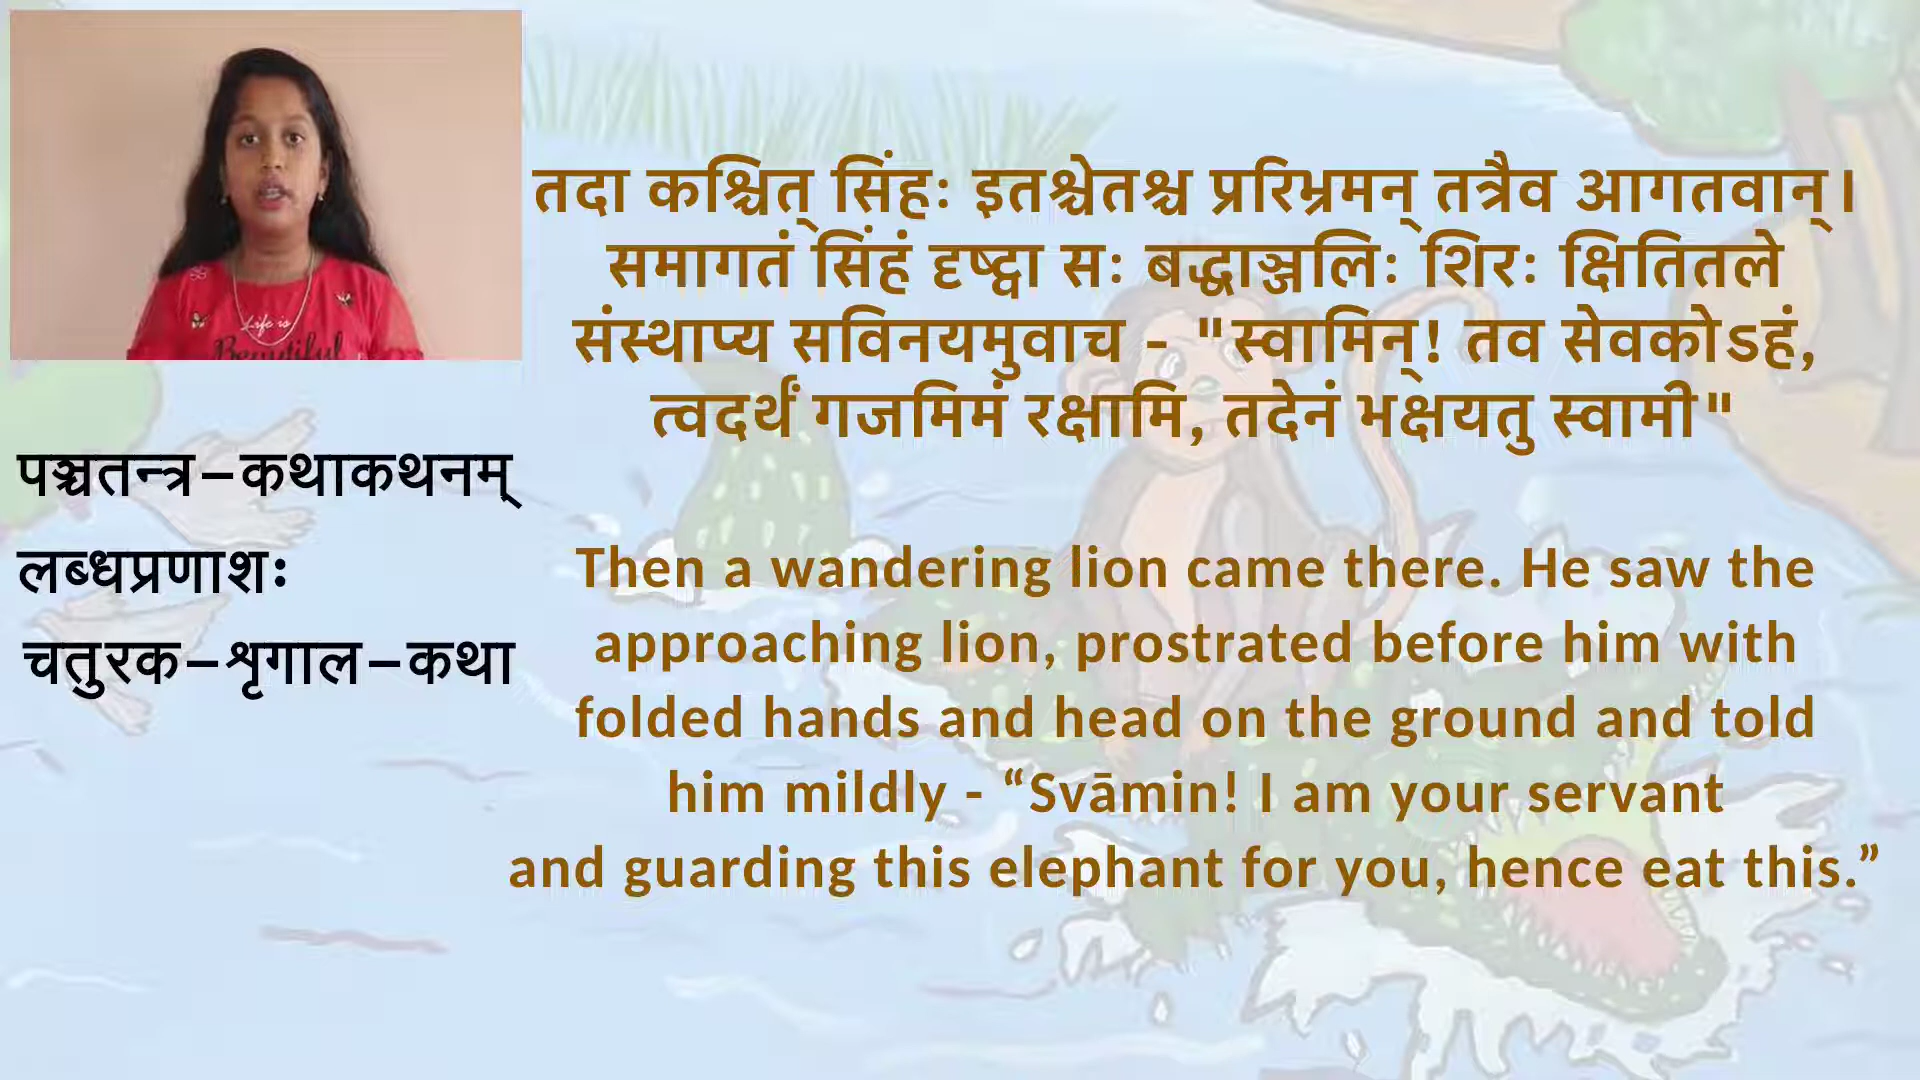 Life is
Beautiful
पञ्चतन्त्र–कथाकथनम्
लब्धप्रणाशः
चतुरक–शृगाल–कथा
तदा कश्चित् सिंहः इतश्चेतश्च प्ररिभ्रमन् तत्रैव आगतवान्।
समागतं सिंहं दृष्ट्वा सः बद्धाञ्जलिः शिरः क्षितितले
संस्थाप्य सविनयमुवाच - "स्वामिन्! तव सेवकोऽहं,
त्वदर्थं गजमिमं रक्षामि, तदेनं भक्षयतु स्वामी"
Then a wandering lion came there. He saw the
approaching lion, prostrated before him with
folded hands and head on the ground and told
him mildly - “Svāmin! I am your servant
and guarding this elephant for you, hence eat this.”